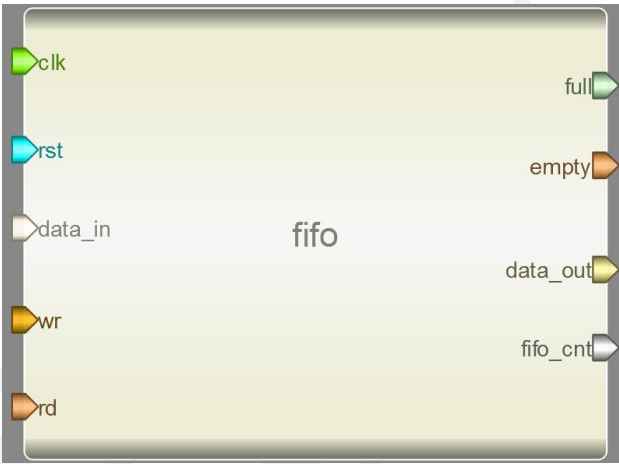 clk
full
rst
empty
data_in
fifo
data_out
wr
fifo_cnt
rd